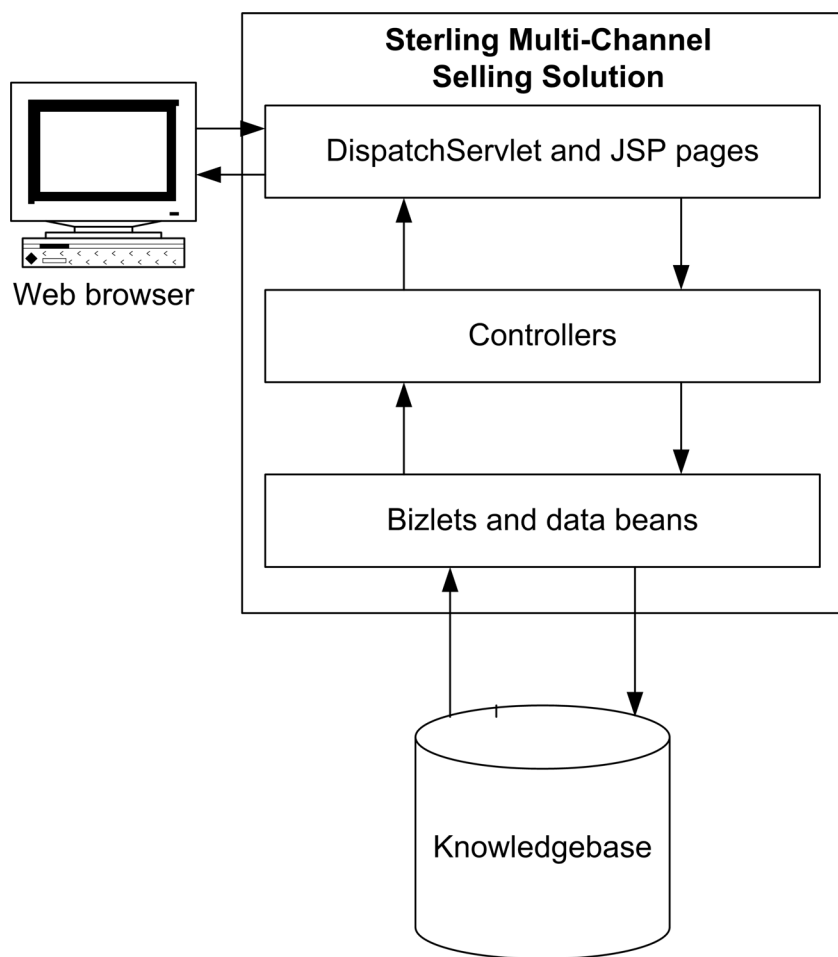 Sterling Multi-Channel
Selling Solution
DispatchServlet and JSP pages
Web browser
Controllers
Bizlets and data beans
Knowledgebase